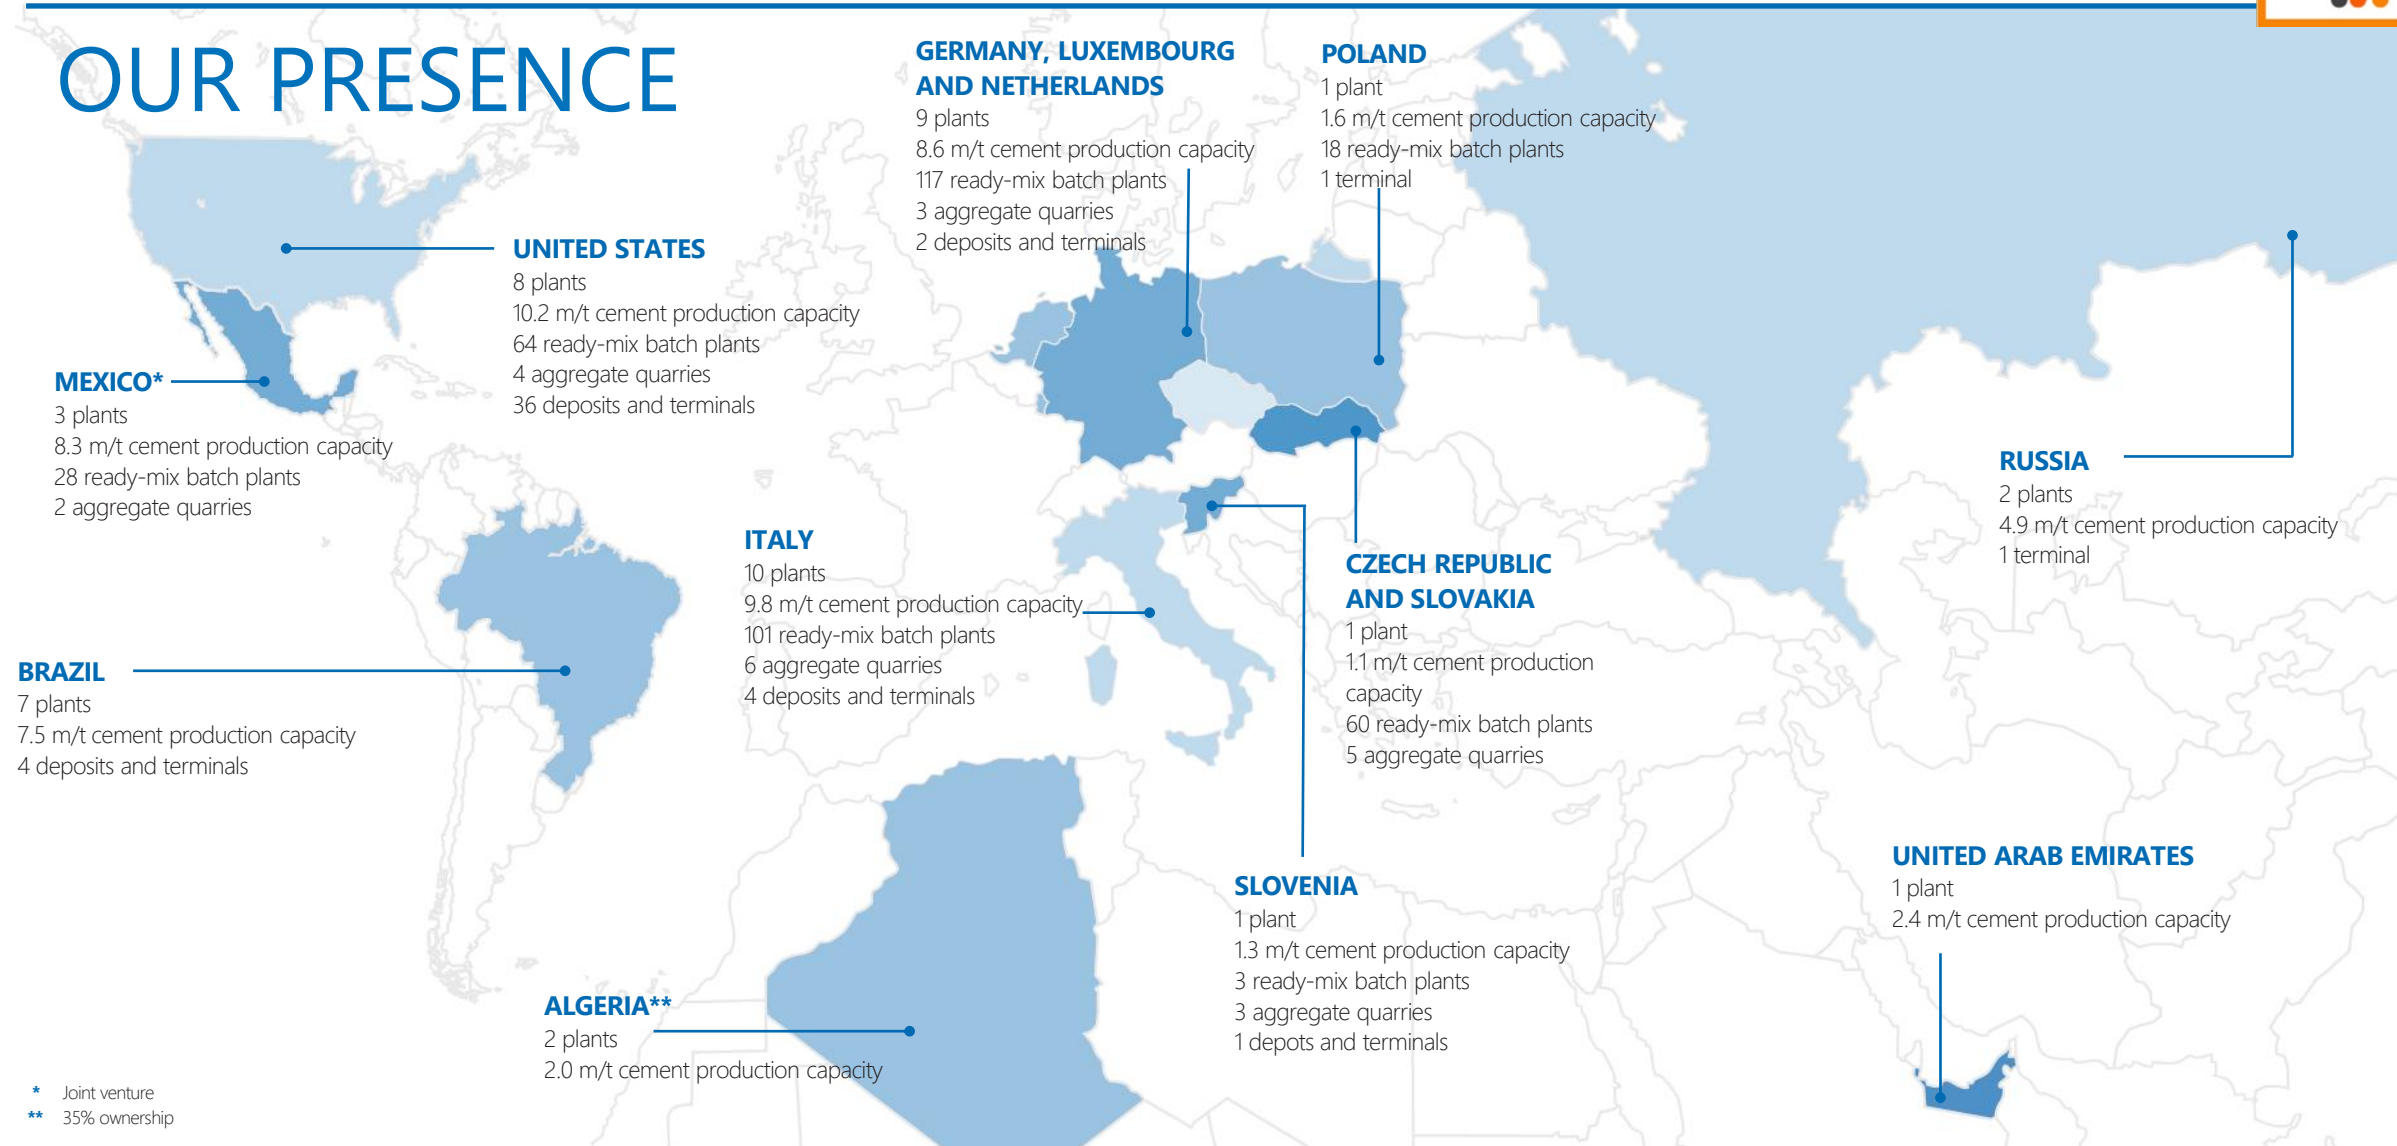 OUR PRESENCE
GERMANY, LUXEMBOURG
AND NETHERLANDS
9 plants
8.6 m/t cement production capacity
117 ready-mix batch plants
3 aggregate quarries
2 deposits and terminals
POLAND
1 plant
1.6 m/t cement production capacity
18 ready-mix batch plants
1 terminal
UNITED STATES
8 plants
10.2 m/t cement production capacity
64 ready-mix batch plants
4 aggregate quarries
36 deposits and terminals
MEXICO*
3 plants
8.3 m/t cement production capacity
28 ready-mix batch plants
2 aggregate quarries
RUSSIA
2 plants
4.9 m/t cement production capacity
1 terminal
ITALY
10 plants
9.8 m/t cement production capacity
101 ready-mix batch plants
6 aggregate quarries
4 deposits and terminals
CZECH REPUBLIC
AND SLOVAKIA
1 plant
1.1 m/t cement production
capacity
60 ready-mix batch plants
5 aggregate quarries
BRAZIL
7 plants
7.5 m/t cement production capacity
4 deposits and terminals
UNITED ARAB EMIRATES
1 plant
2.4 m/t cement production capacity
SLOVENIA
1 plant
1.3 m/t cement production capacity
3 ready-mix batch plants
3 aggregate quarries
1 depots and terminals
ALGERIA**
2 plants
2.0 m/t cement production capacity
* Joint venture
** 35% ownership